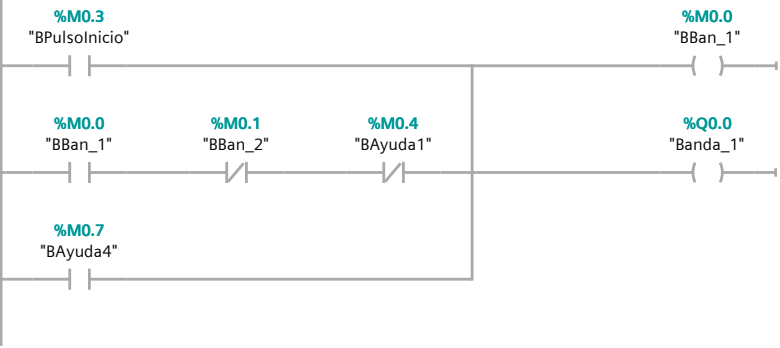 %M0.3 %M0.0
"BPulsoInicio" "BBan_1"
%M0.0 %M0.1 %M0.4 %Q0.0
"BBan_1" "BBan_2" "BAyuda1" "Banda_1"
%M0.7
"BAyuda4"